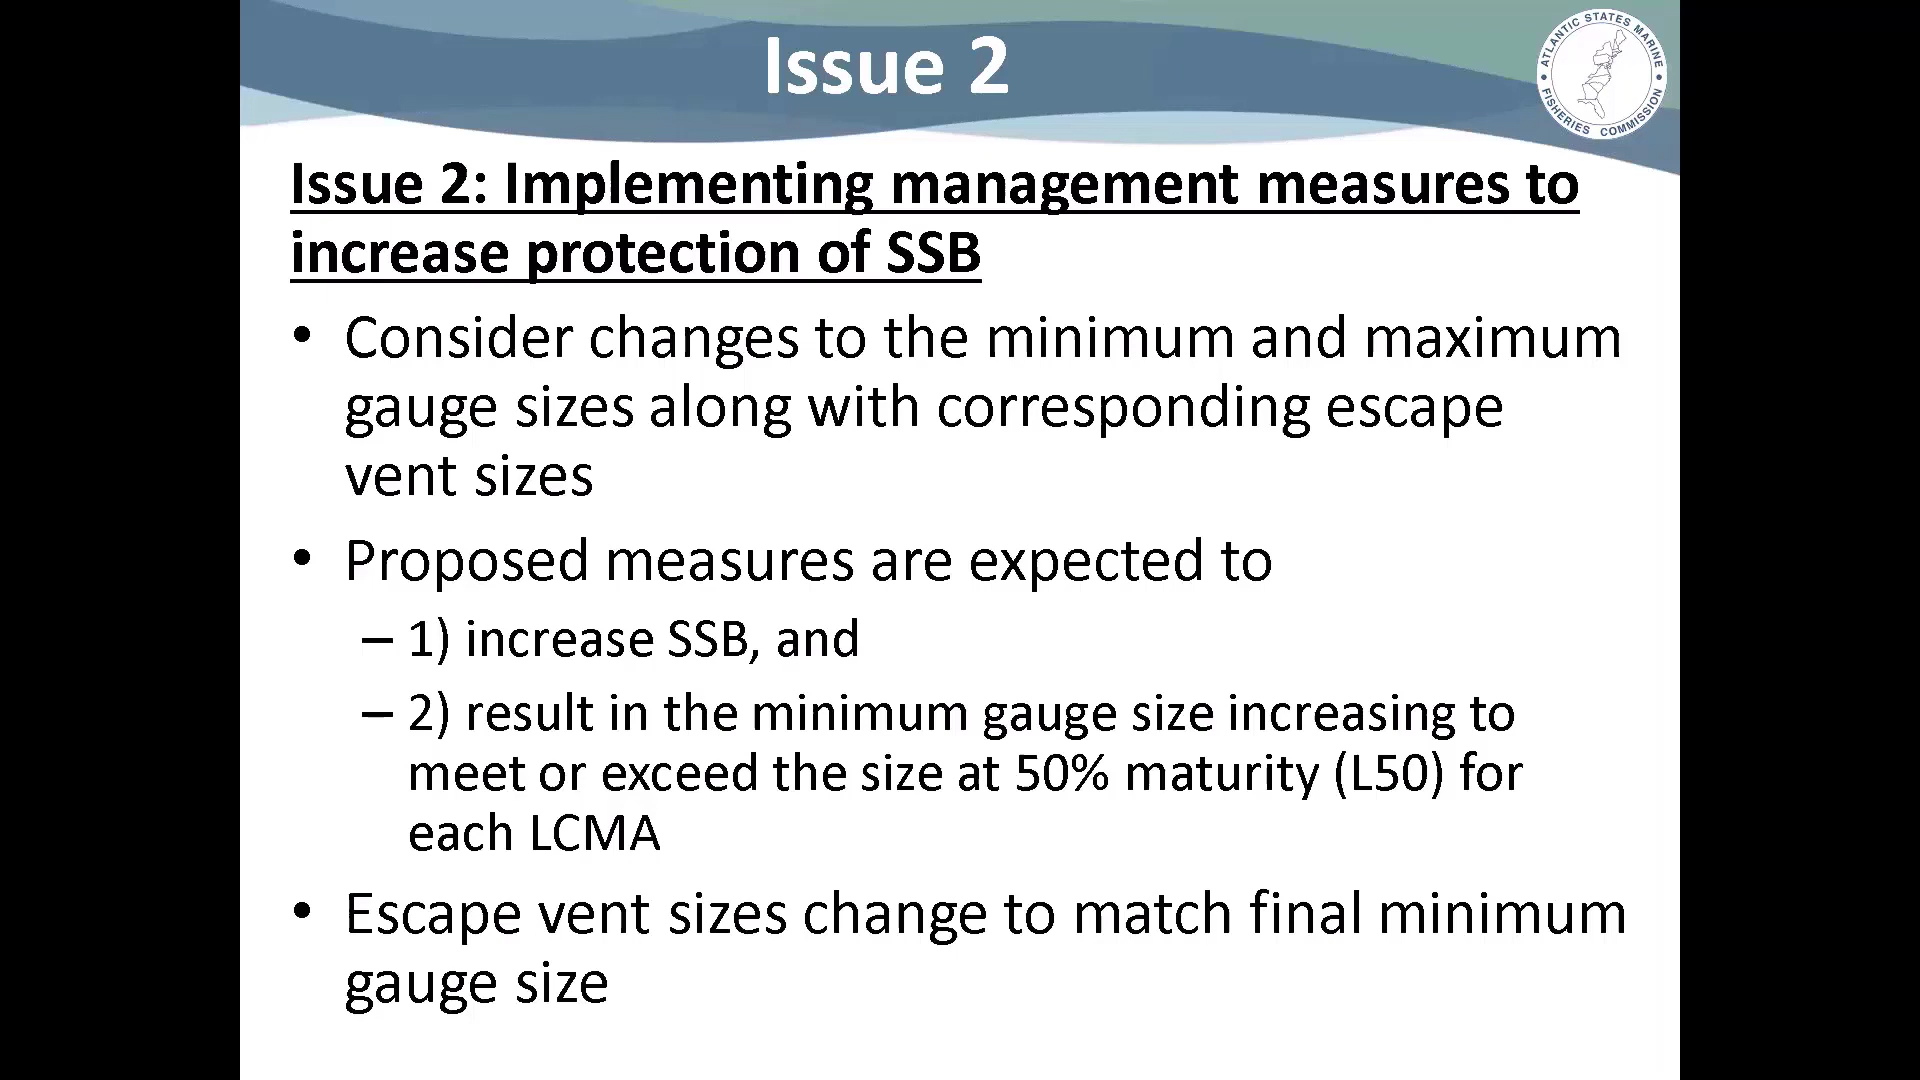 Issue 2
ATLANTIC STATES MARINE
FISHERIES COMMISSION
Issue 2: Implementing management measures to
increase protection of SSB
• Consider changes to the minimum and maximum
gauge sizes along with corresponding escape
vent sizes
• Proposed measures are expected to
– 1) increase SSB, and
– 2) result in the minimum gauge size increasing to
meet or exceed the size at 50% maturity (L50) for
each LCMA
• Escape vent sizes change to match final minimum
gauge size